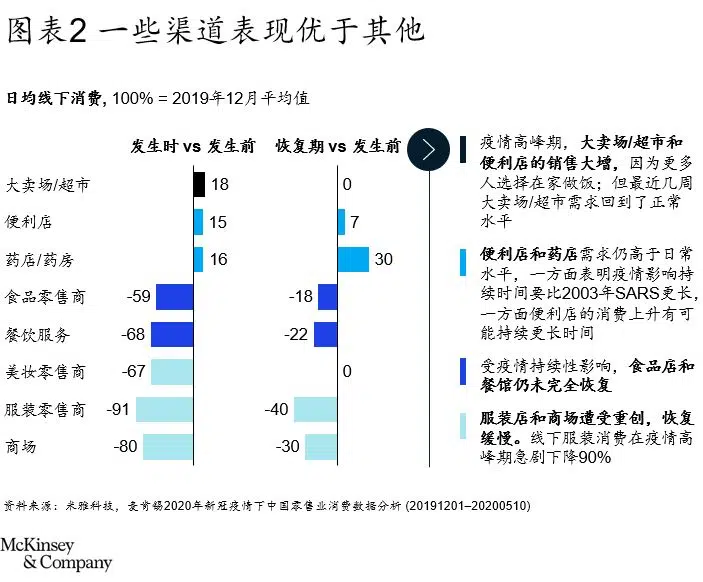 图表2 一些渠道表现优于其他
日均线下消费, 100% = 2019年12月平均值
发生时 vs 发生前 恢复期 vs 发生前
大卖场/超市 18 0
便利店 15 7
药店/药房 16 30
食品零售商 -59 -18
餐饮服务 -68 -22
美妆零售商 -67 0
服装零售商 -91 -40
商场 -80 -30
疫情高峰期，大卖场/超市和
便利店的销售大增，因为更多
人选择在家做饭；但最近几周
大卖场/超市需求回到了正常
水平
便利店和药店需求仍高于日常
水平，一方面表明疫情影响持
续时间要比2003年SARS更长，
一方面便利店的消费上升有可
能持续更长时间
受疫情持续性影响，食品店和
餐馆仍未完全恢复
服装店和商场遭受重创，恢复
缓慢。线下服装消费在疫情高
峰期急剧下降90%
资料来源：米雅科技，麦肯锡2020年新冠疫情下中国零售业消费数据分析 (20191201–20200510)
McKinsey
& Company